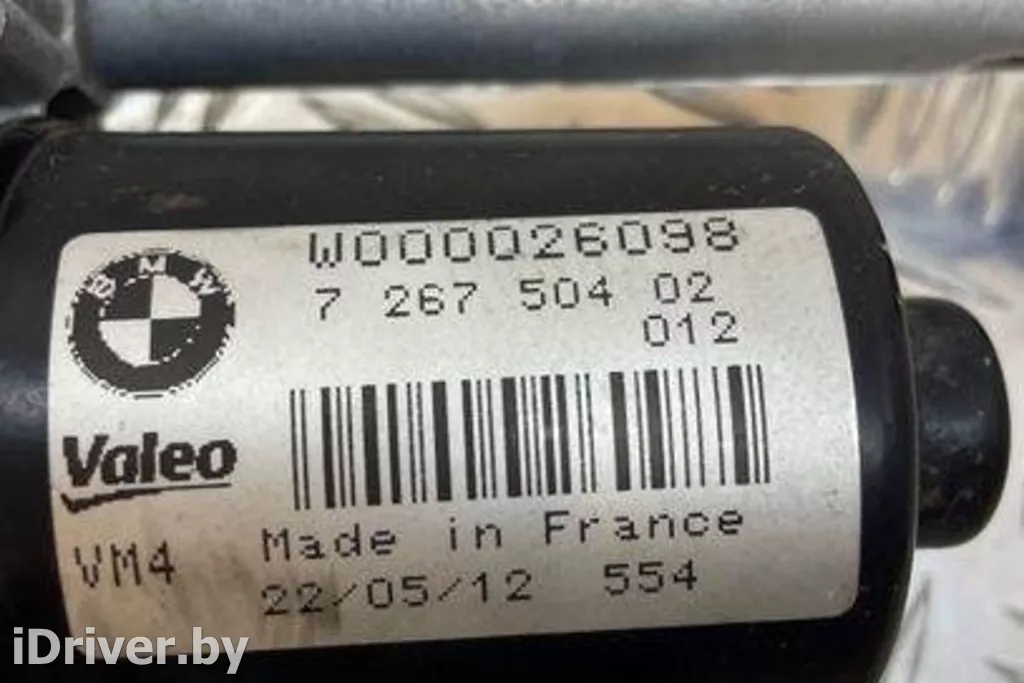 W000026098
7 267 504 02
012
BMW
Valeo
VM4
Made in France
22/05/12 554
iDriver.by